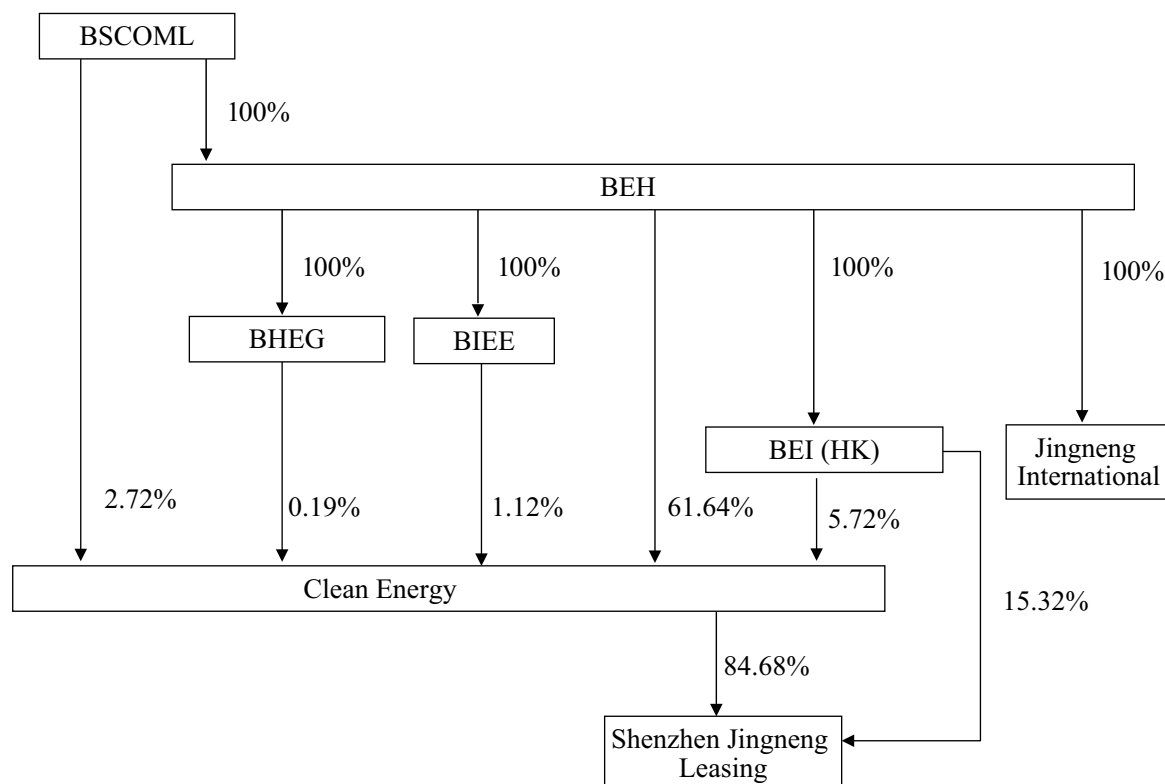 BSCOML
100%
BEH
100%
100%
100%
100%
BHEG
BIEE
BEI (HK)
Jingneng
International
2.72%
0.19%
1.12%
61.64%
5.72%
Clean Energy
15.32%
84.68%
Shenzhen Jingneng
Leasing